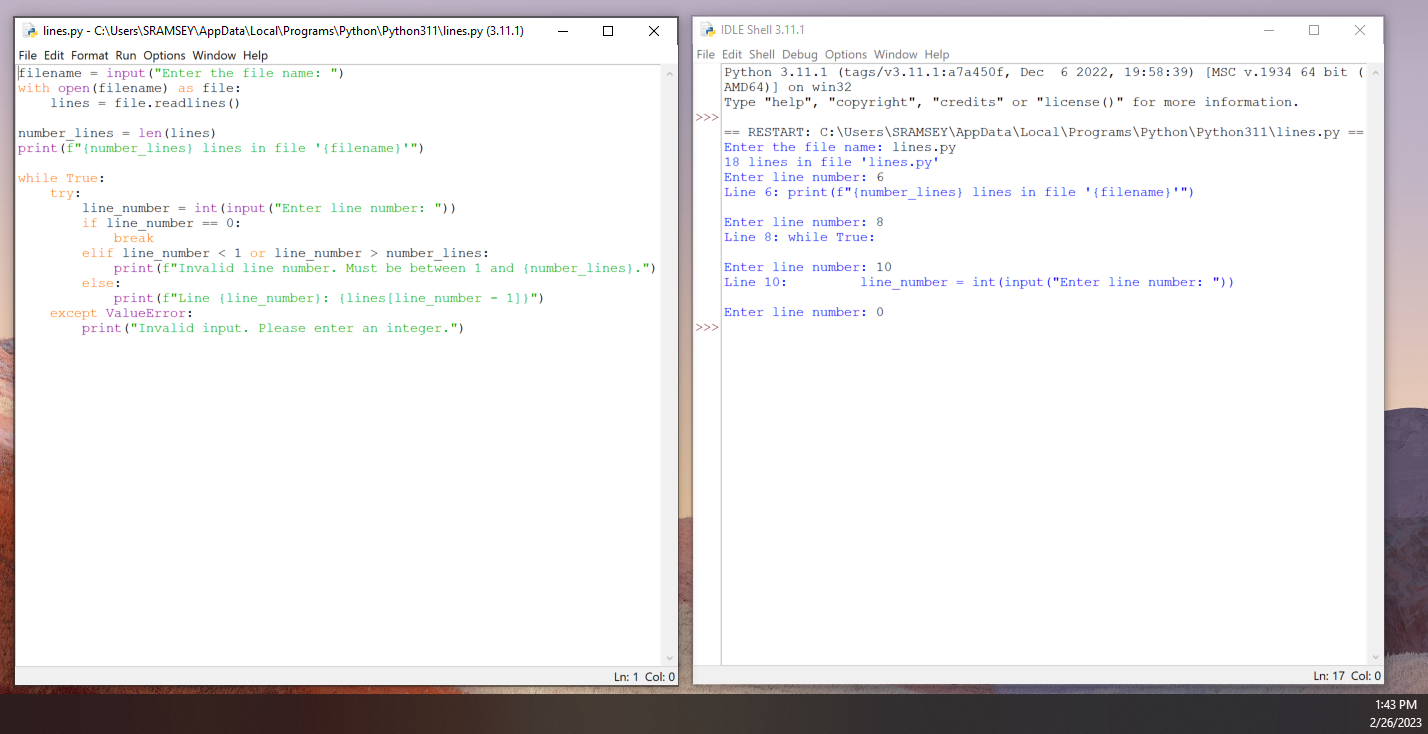 lines.py - C:\Users\SRAMSEY\AppData\Local\Programs\Python\Python311\lines.py (3.11.1)
File Edit Format Run Options Window Help
filename = input("Enter the file name: ")
with open(filename) as file:
    lines = file.readlines()

number_lines = len(lines)
print(f"{number_lines} lines in file '{filename}'")

while True:
    try:
        line_number = int(input("Enter line number: "))
        if line_number == 0:
            break
        elif line_number < 1 or line_number > number_lines:
            print(f"Invalid line number. Must be between 1 and {number_lines}.")
        else:
            print(f"Line {line_number}: {lines[line_number - 1]}")
    except ValueError:
        print("Invalid input. Please enter an integer.")
Ln: 1 Col: 0
IDLE Shell 3.11.1
File Edit Shell Debug Options Window Help
Python 3.11.1 (tags/v3.11.1:a7a450f, Dec  6 2022, 19:58:39) [MSC v.1934 64 bit (
AMD64)] on win32
Type "help", "copyright", "credits" or "license()" for more information.
>>>
== RESTART: C:\Users\SRAMSEY\AppData\Local\Programs\Python\Python311\lines.py ==
Enter the file name: lines.py
18 lines in file 'lines.py'
Enter line number: 6
Line 6: print(f"{number_lines} lines in file '{filename}'")

Enter line number: 8
Line 8: while True:

Enter line number: 10
Line 10:         line_number = int(input("Enter line number: "))

Enter line number: 0
>>>
Ln: 17 Col: 0
1:43 PM
2/26/2023